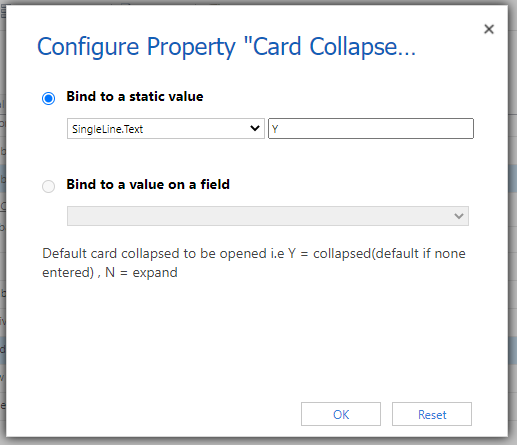 Configure Property "Card Collapse...
Bind to a static value
SingleLine.Text Y
Bind to a value on a field
Default card collapsed to be opened i.e Y = collapsed(default if none
entered) , N = expand
OK Reset